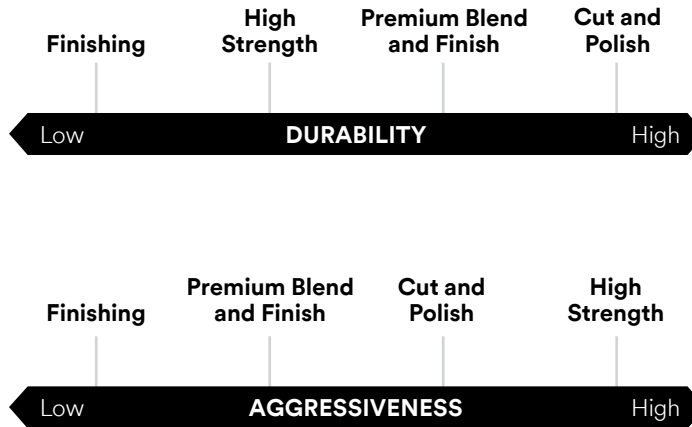 Finishing
High
Strength
Premium Blend
and Finish
Cut and
Polish
Low DURABILITY High
Finishing
Premium Blend
and Finish
Cut and
Polish
High
Strength
Low AGGRESSIVENESS High